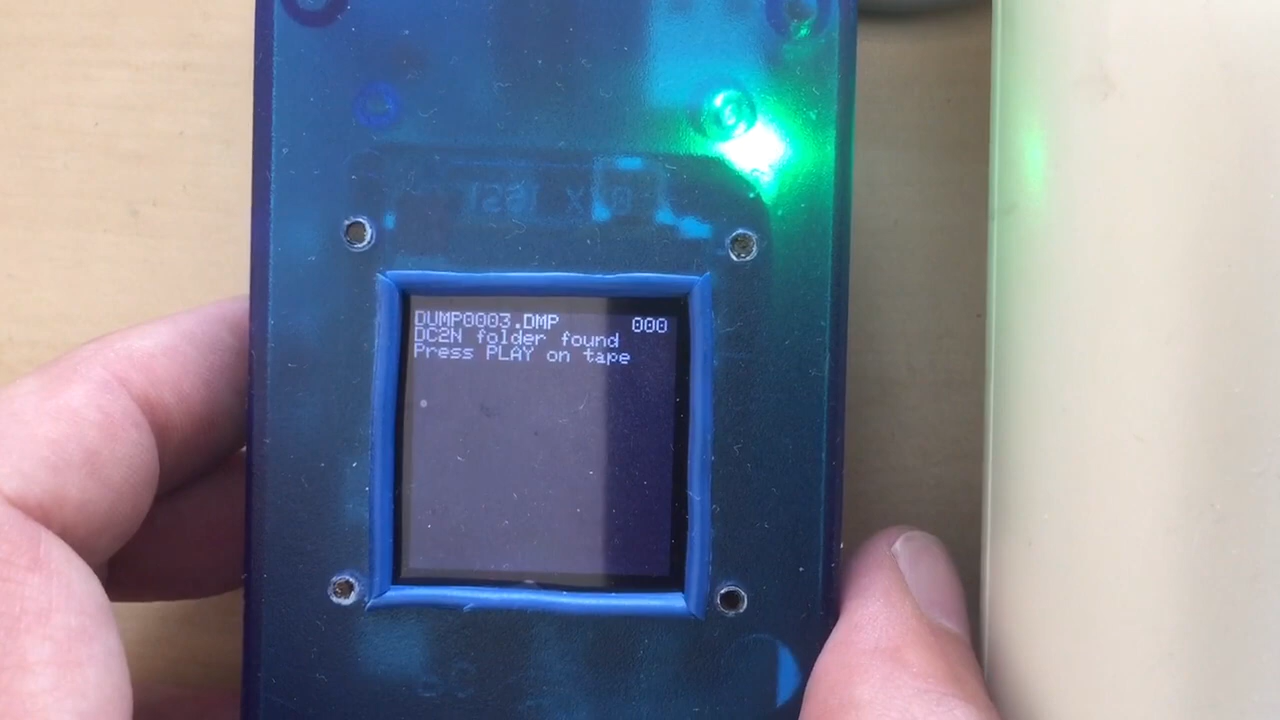 DUMP0003.DMP 000
DC2N folder found
Press PLAY on tape